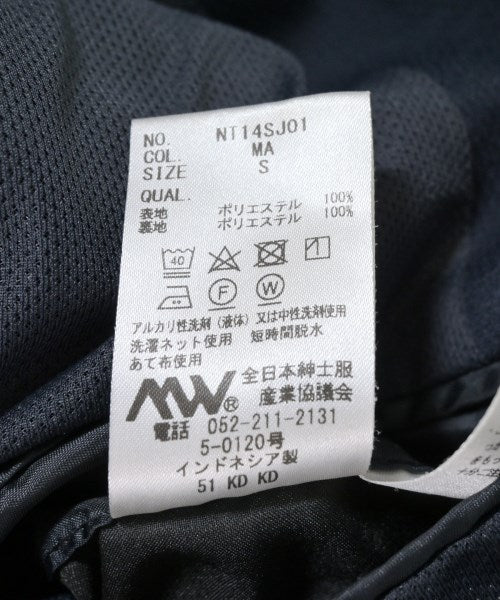 NO. NT14SJ01
COL. MA
SIZE S
QUAL.
表地 ポリエステル 100%
裏地 ポリエステル 100%
40
F W
アルカリ性洗剤（液体）又は中性洗剤使用
洗濯ネット使用 短時間脱水
あて布使用
MW® 全日本紳士服
産業協議会
電話 052-211-2131
5-0120号
インドネシア製
51 KD KD